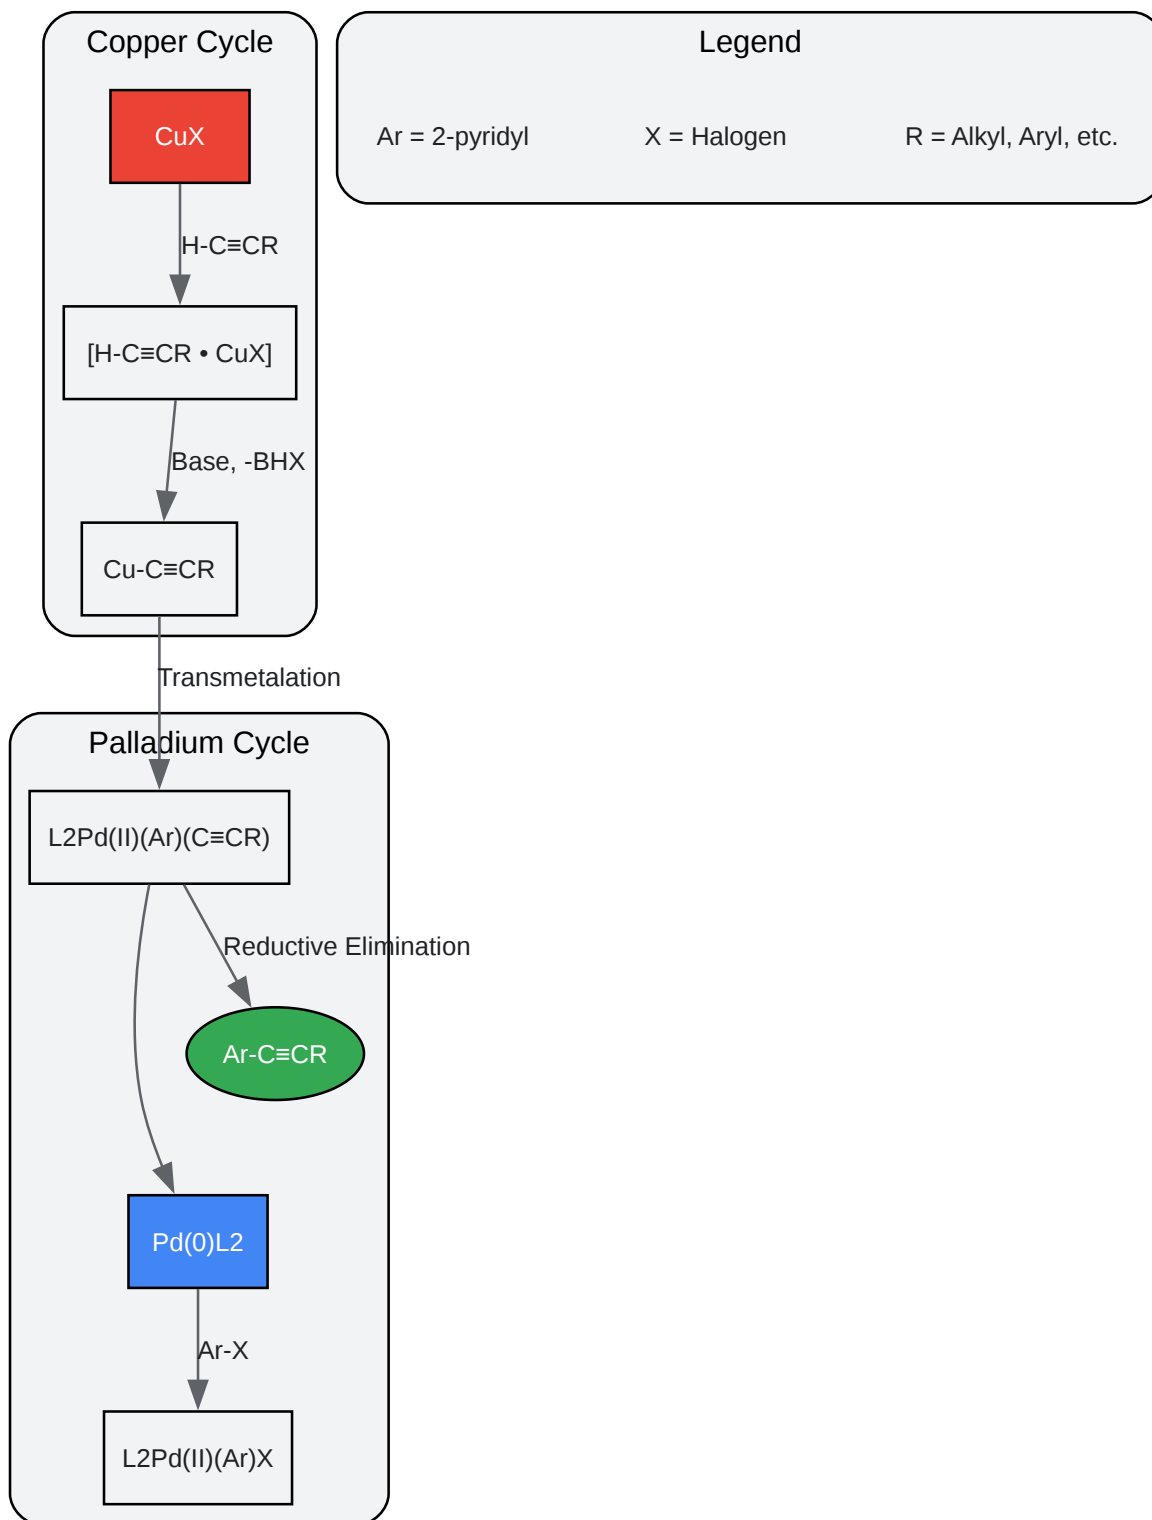 Copper Cycle
CuX
H-C≡CR
[H-C≡CR • CuX]
Base, -BHX
Cu-C≡CR
Transmetalation
Palladium Cycle
L2Pd(II)(Ar)(C≡CR)
Reductive Elimination
Ar-C≡CR
Pd(0)L2
Ar-X
L2Pd(II)(Ar)X
Legend
Ar = 2-pyridyl
X = Halogen
R = Alkyl, Aryl, etc.